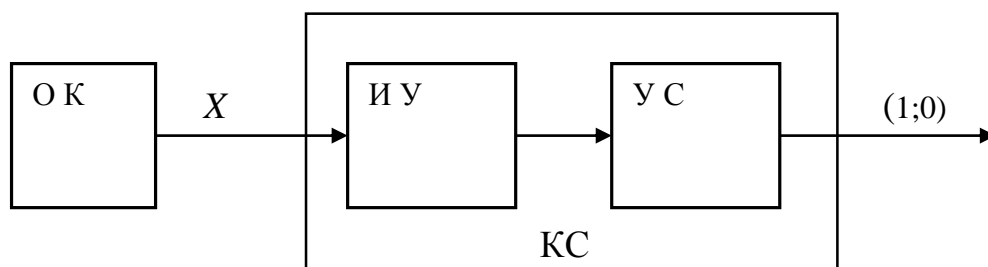 О К
X
И У
У С
(1;0)
КС